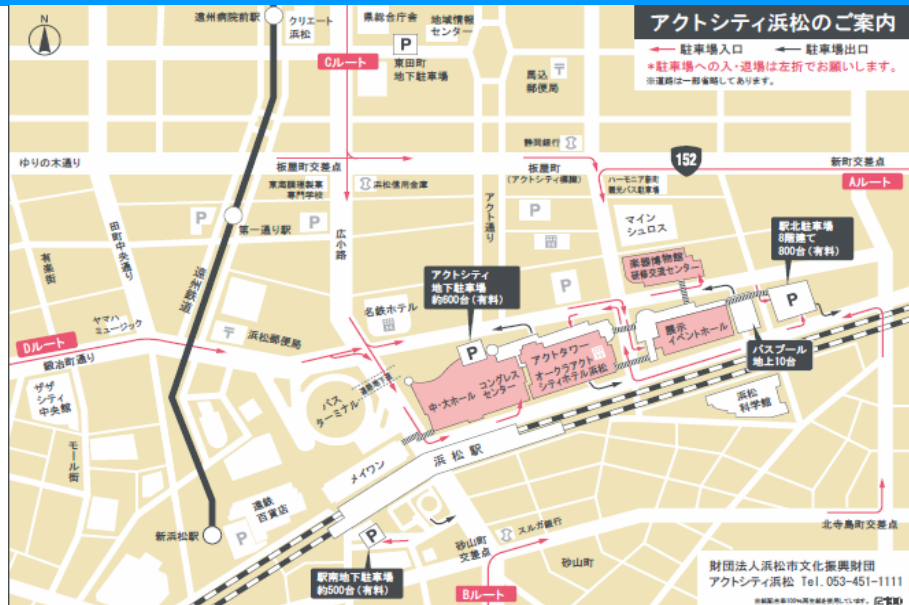 アクトシティ浜松のご案内
駐車場入口
駐車場出口
*駐車場への入・退場は左折でお願いします。
※道路は一部省略してあります。
N
遠州病院前駅
クリエート
浜松
県総合庁舎
地域情報
センター
P
東田町
地下駐車場
Cルート
馬込
郵便局
静岡銀行
152
ゆりの木通り
板屋町交差点
板屋町
(アクトシティ浜松)
新町交差点
Aルート
東海調理製菓
専門学校
浜松信用金庫
ハーモニア新町
観光バス駐車場
P
第一通り駅
P
P
マイン
シュロス
有楽街
田町中央通り
遠州鉄道
広小路
アクト通り
楽器博物館
研修交流センター
駅北駐車場
8階建て
800台(有料)
P
アクトシティ
地下駐車場
約600台(有料)
P
名鉄ホテル
ヤマハ
ミュージック
Dルート
鍛冶町通り
浜松郵便局
P
アクトタワー
オークラアクト
シティホテル浜松
展示
イベントホール
バスプール
地上10台
コングレス
センター
中・大ホール
ザザ
シティ
中央館
バス
ターミナル
浜松
科学館
モール街
メイワン
浜松駅
遠鉄
百貨店
新浜松駅
P
P
スルガ銀行
砂山町
交差点
砂山町
北寺島町交差点
駅南地下駐車場
約500台(有料)
Bルート
財団法人浜松市文化振興財団
アクトシティ浜松 Tel.053-451-1111